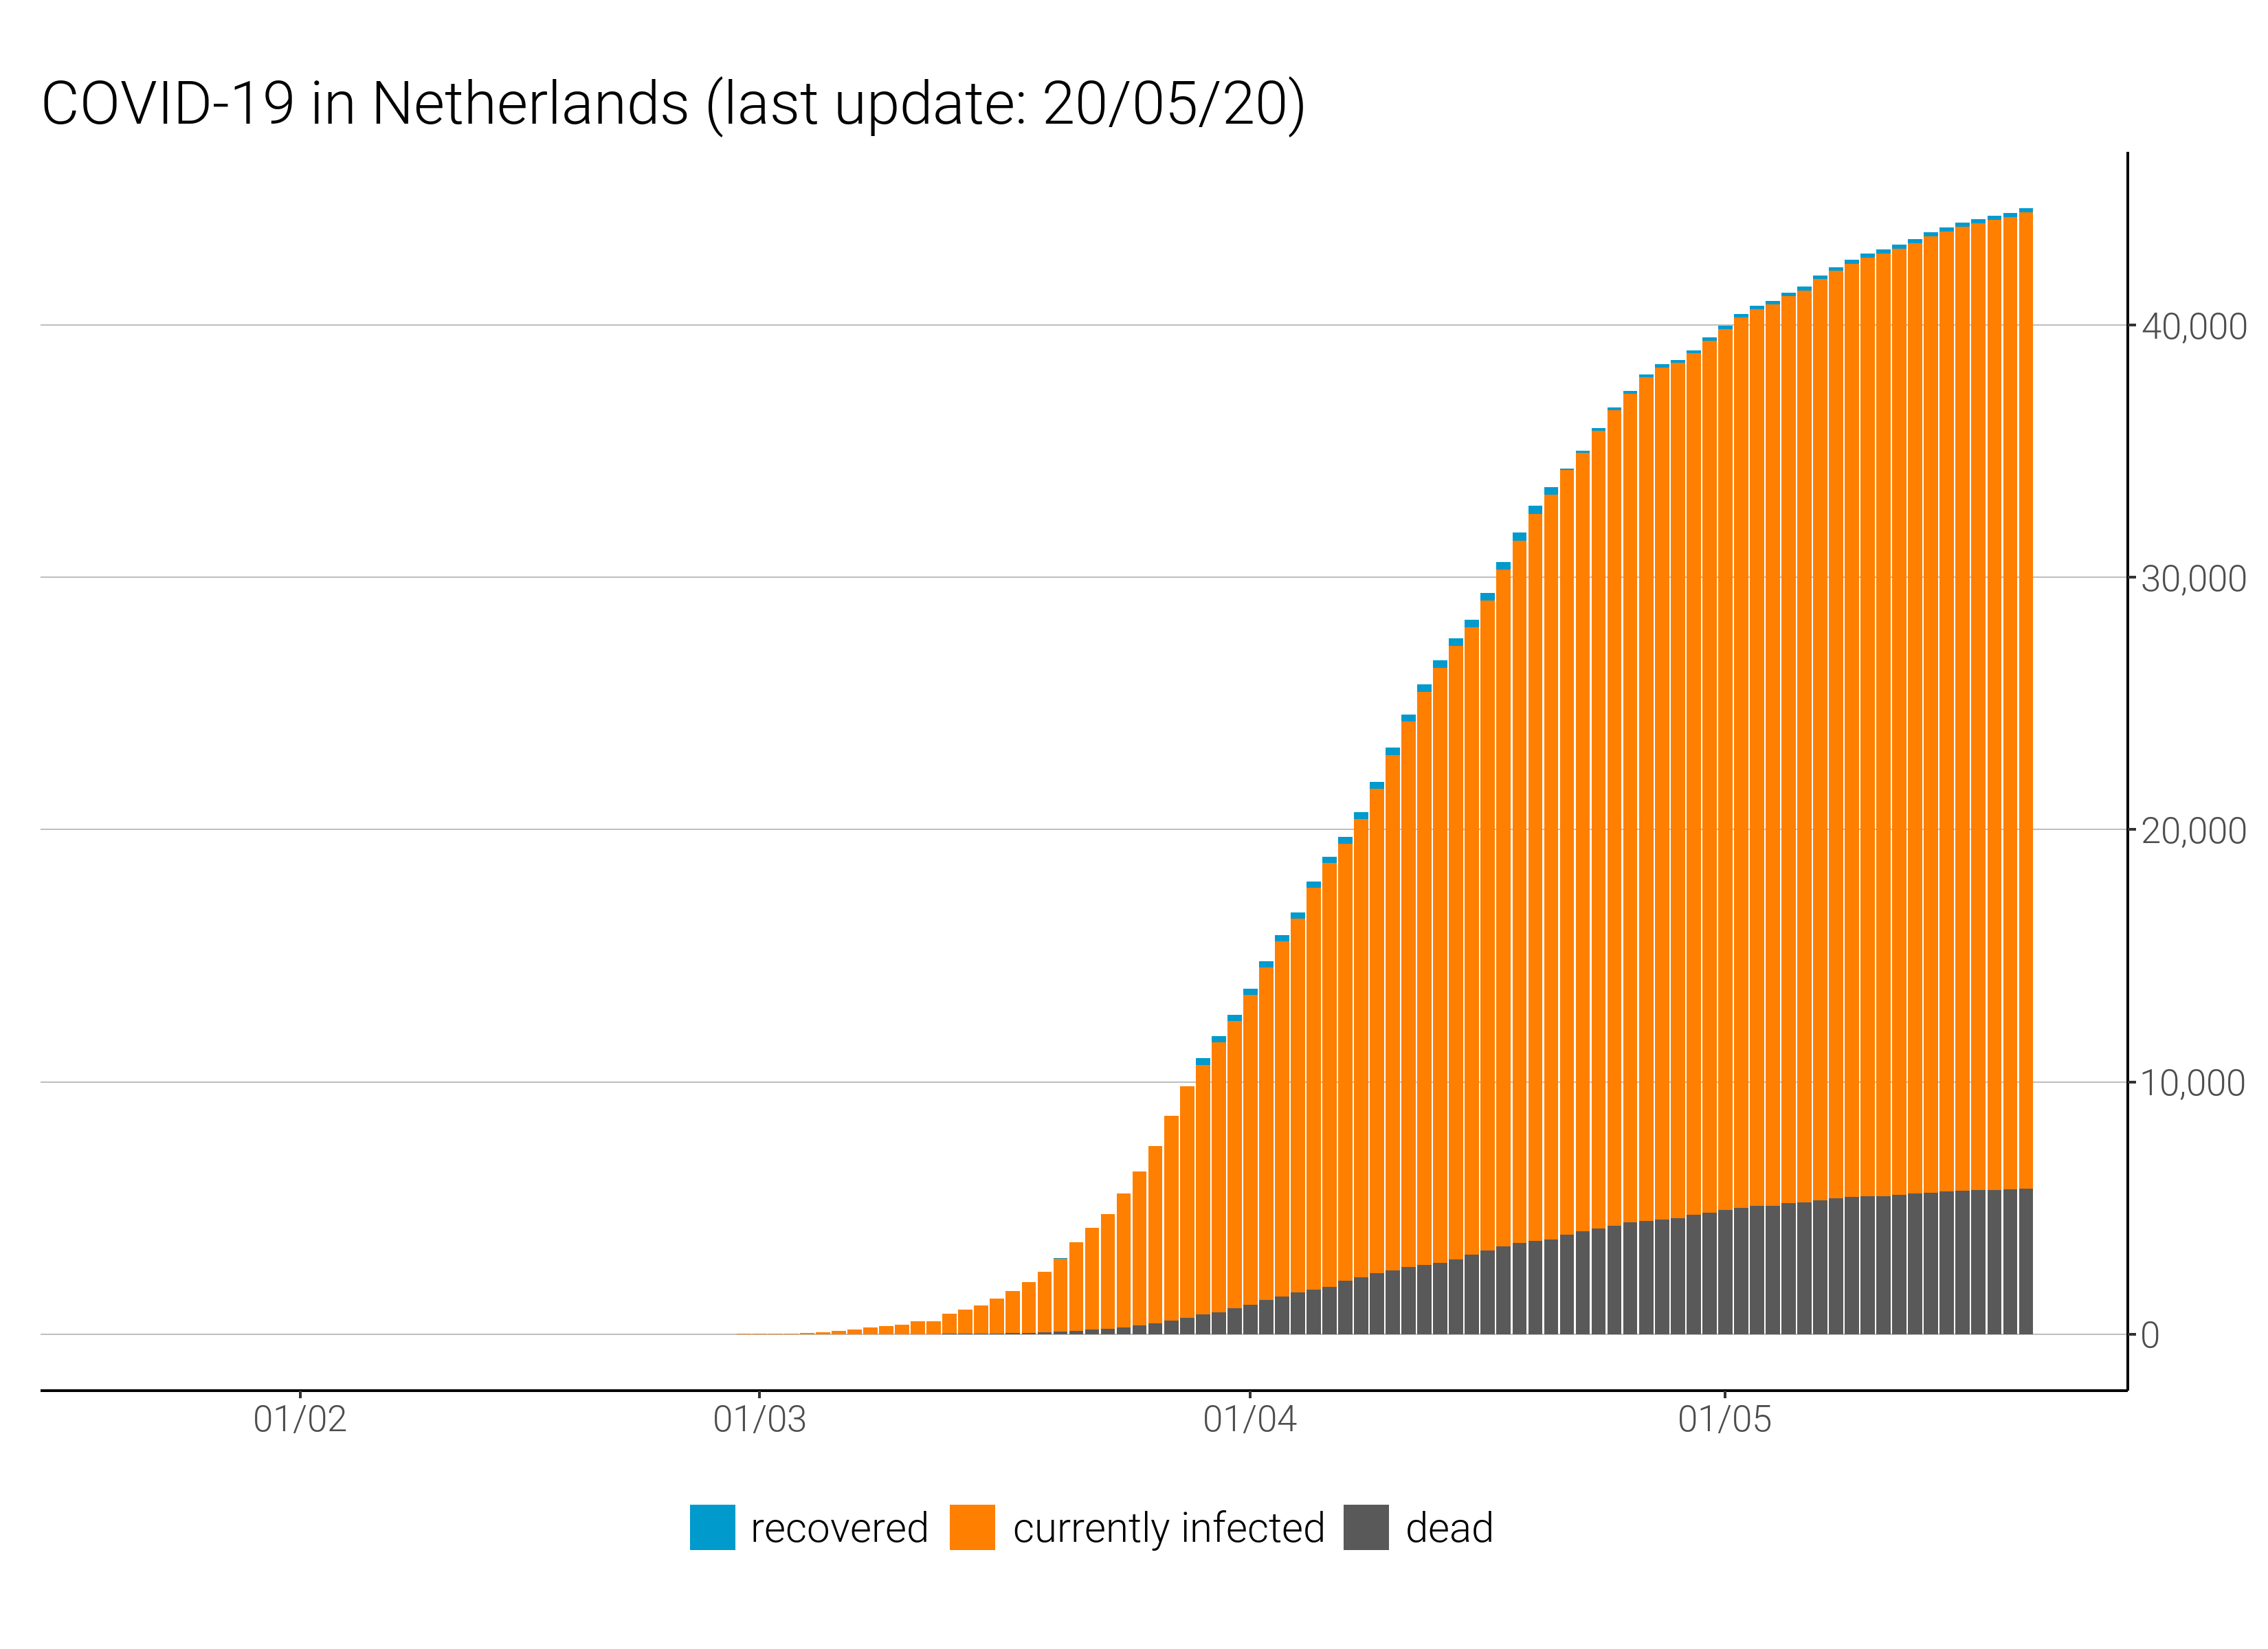 COVID-19 in Netherlands (last update: 20/05/20)
40,000
30,000
20,000
10,000
0
01/02 01/03 01/04 01/05
recovered currently infected dead